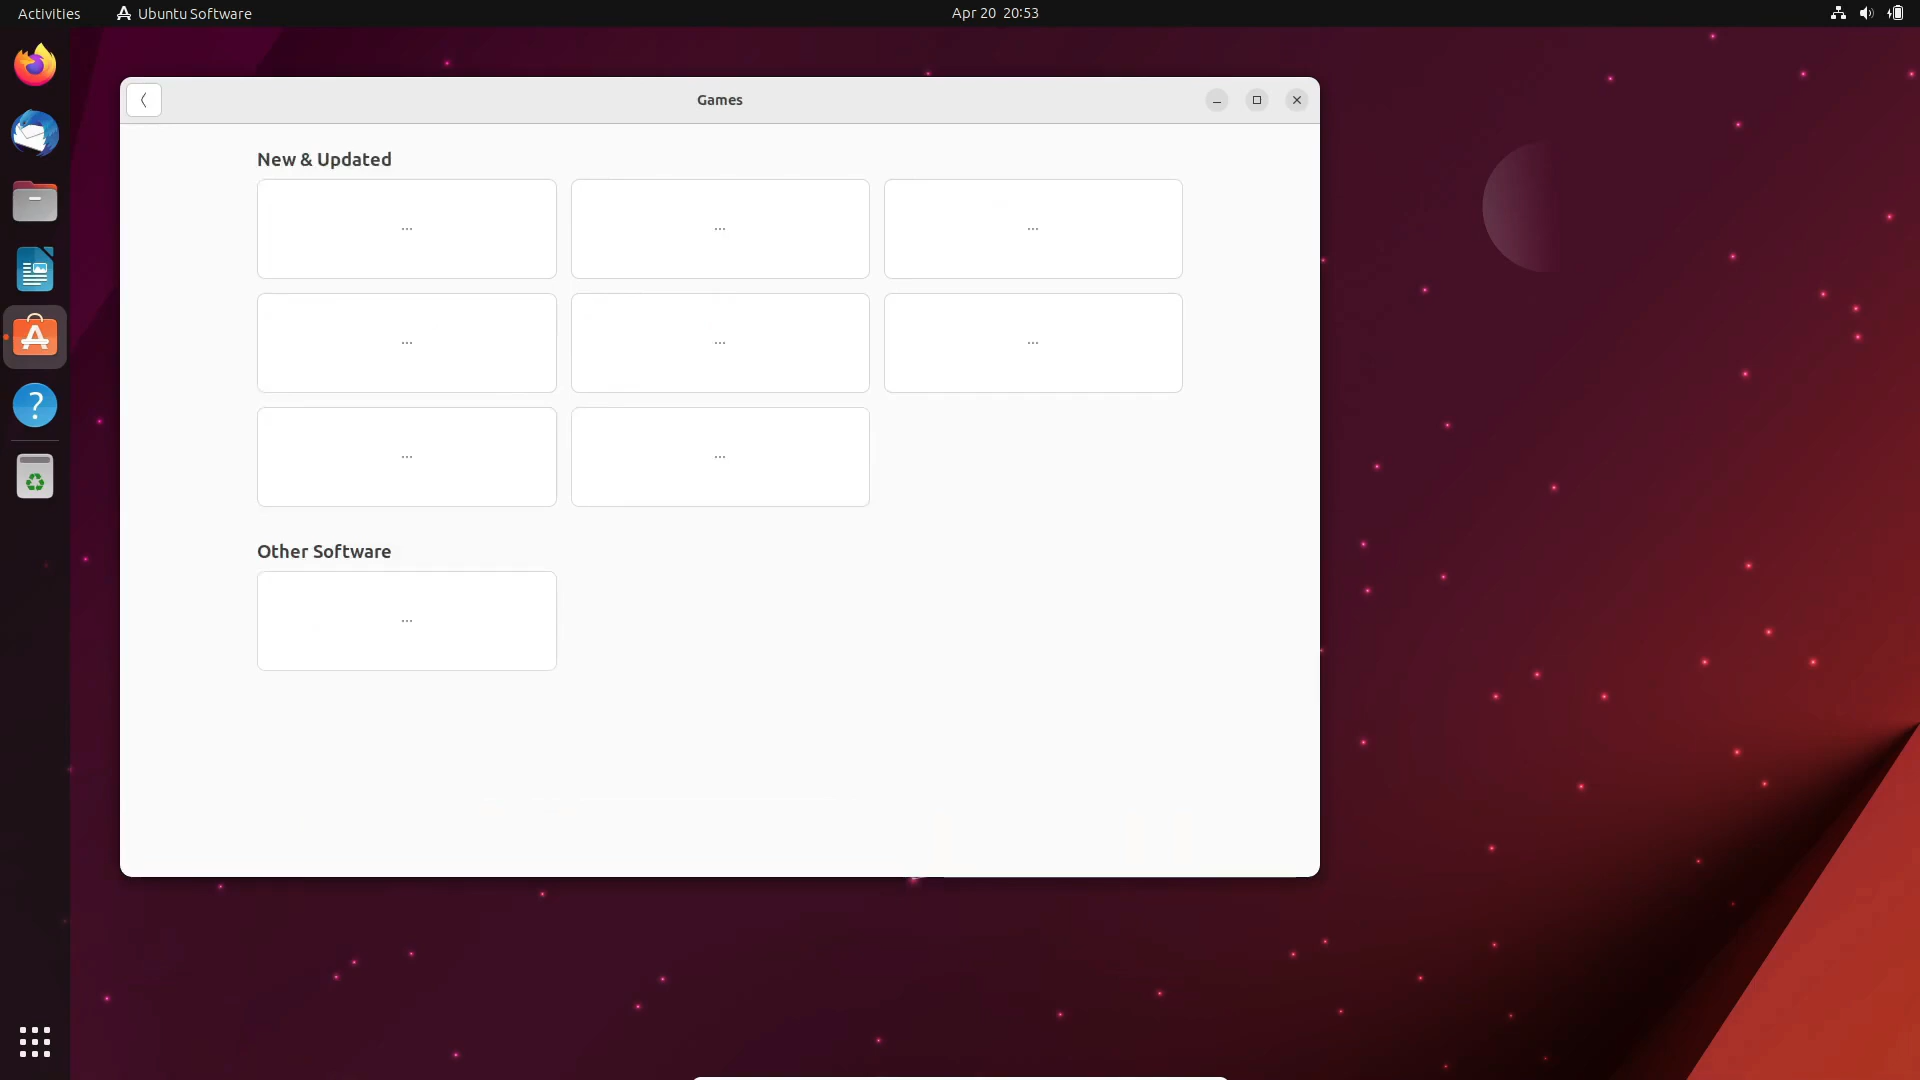 Activities
Ubuntu Software
Apr 20 20:53
Games
New & Updated
... ... ...
... ... ...
... ...
Other Software
...
?